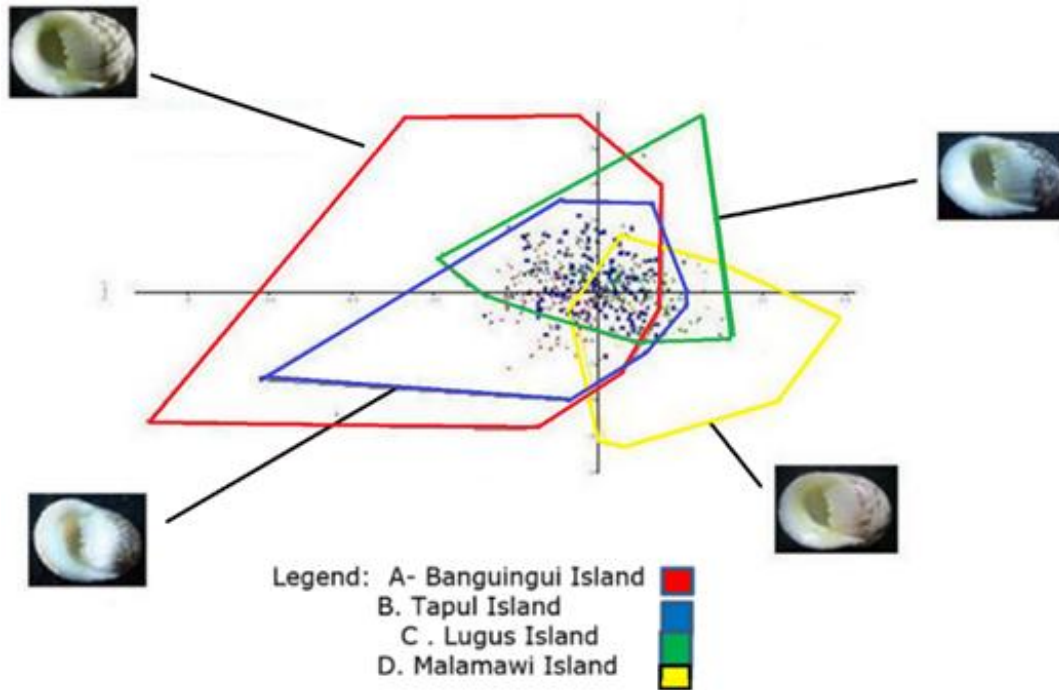 Legend: A- Banguingui Island
B. Tapul Island
C . Lugus Island
D. Malamawi Island